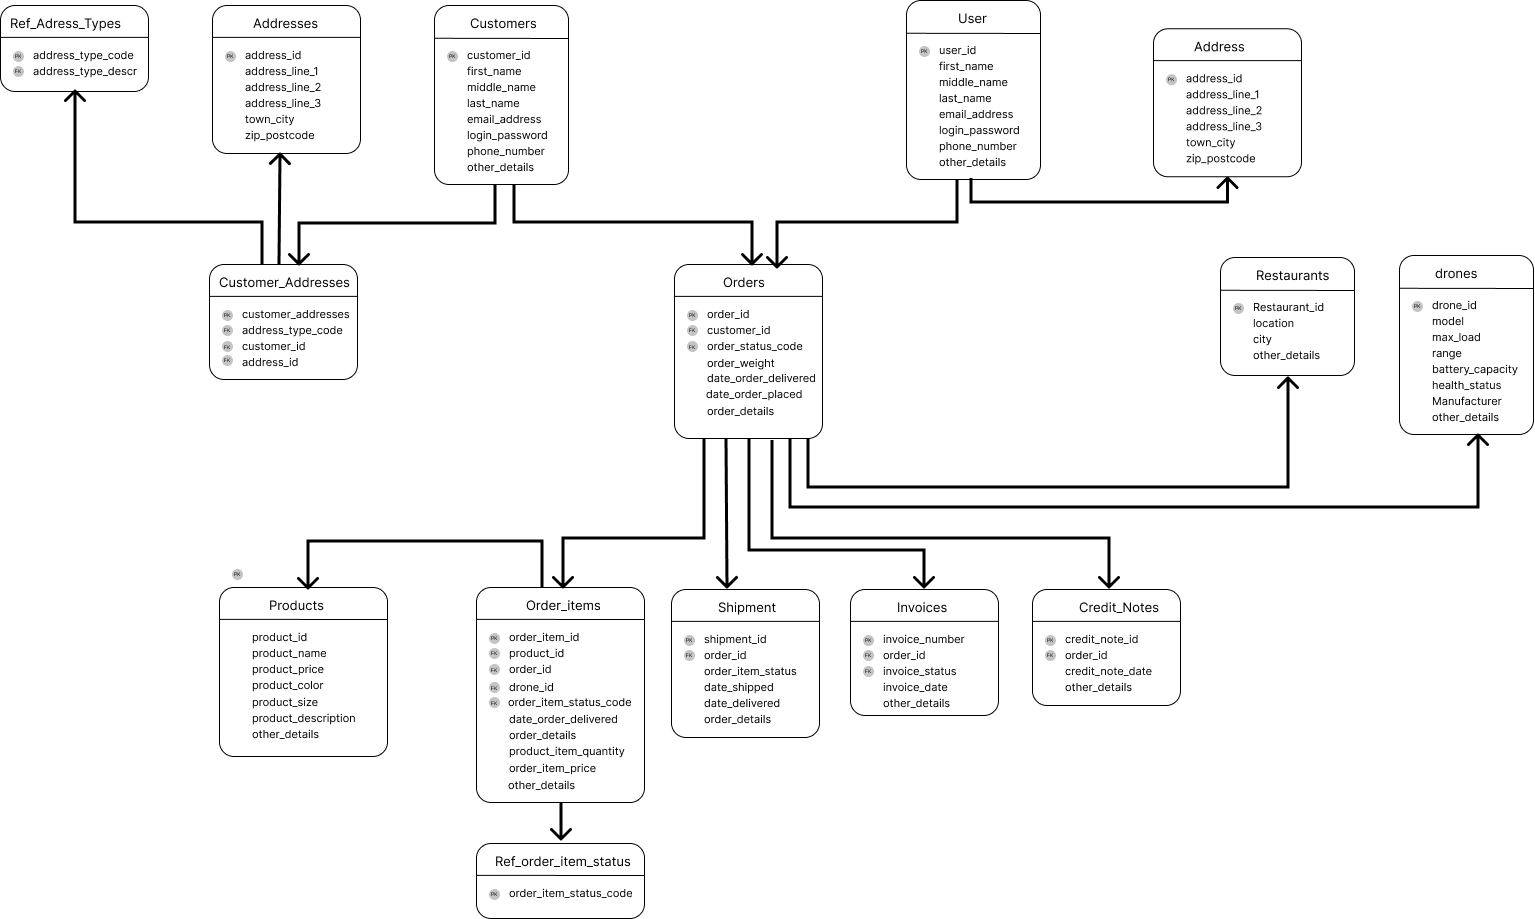 Ref_Adress_Types
PK address_type_code
FK address_type_descr
Addresses
PK address_id
address_line_1
address_line_2
address_line_3
town_city
zip_postcode
Customers
PK customer_id
first_name
middle_name
last_name
email_address
login_password
phone_number
other_details
User
PK user_id
first_name
middle_name
last_name
email_address
login_password
phone_number
other_details
Address
PK address_id
address_line_1
address_line_2
address_line_3
town_city
zip_postcode
Customer_Addresses
PK customer_addresses
FK address_type_code
FK customer_id
FK address_id
Orders
PK order_id
FK customer_id
FK order_status_code
order_weight
date_order_delivered
date_order_placed
order_details
Restaurants
PK Restaurant_id
location
city
other_details
drones
PK drone_id
model
max_load
range
battery_capacity
health_status
Manufacturer
other_details
PK
Products
product_id
product_name
product_price
product_color
product_size
product_description
other_details
Order_items
PK order_item_id
FK product_id
FK order_id
FK drone_id
FK order_item_status_code
date_order_delivered
order_details
product_item_quantity
order_item_price
other_details
Shipment
PK shipment_id
FK order_id
order_item_status
date_shipped
date_delivered
order_details
Invoices
PK invoice_number
FK order_id
FK invoice_status
invoice_date
other_details
Credit_Notes
PK credit_note_id
FK order_id
credit_note_date
other_details
Ref_order_item_status
PK order_item_status_code